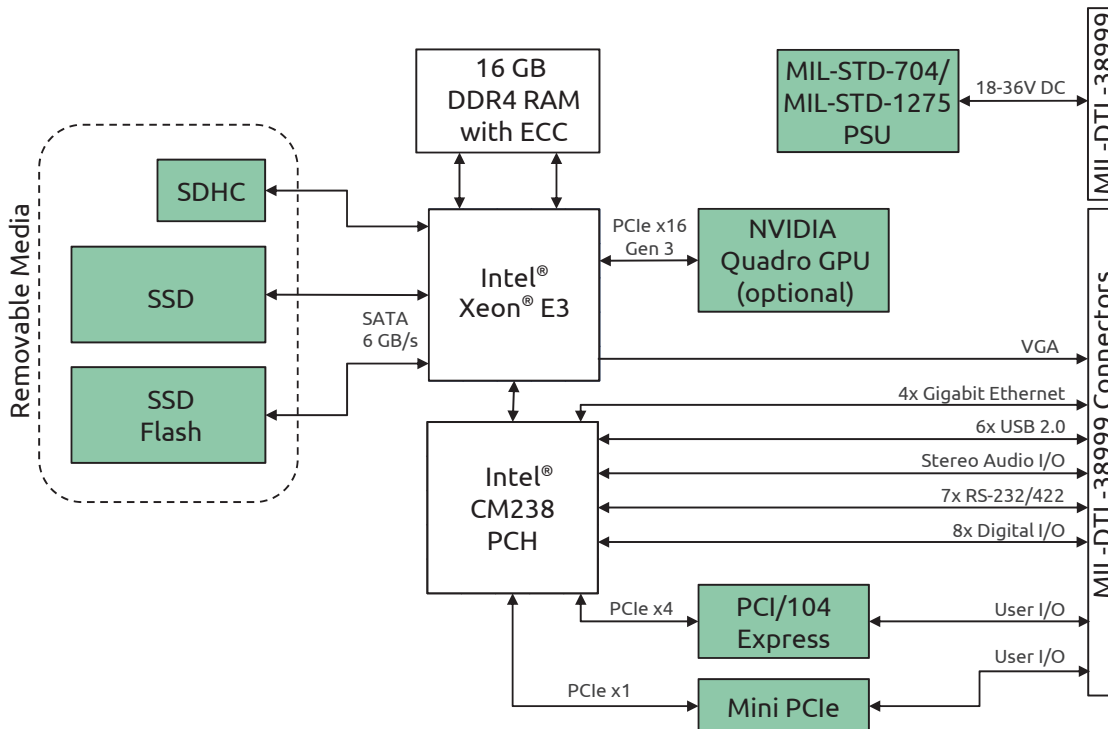 16 GB
DDR4 RAM
with ECC
MIL-STD-704/
MIL-STD-1275
PSU
18-36V DC
MIL-DTL-38999
Removable Media
SDHC
SSD
SSD
Flash
SATA
6 GB/s
Intel®
Xeon® E3
PCIe x16
Gen 3
NVIDIA
Quadro GPU
(optional)
VGA
4x Gigabit Ethernet
6x USB 2.0
Stereo Audio I/O
7x RS-232/422
8x Digital I/O
MIL-DTL-38999 Connectors
Intel®
CM238
PCH
PCIe x4
PCI/104
Express
User I/O
User I/O
PCIe x1
Mini PCIe